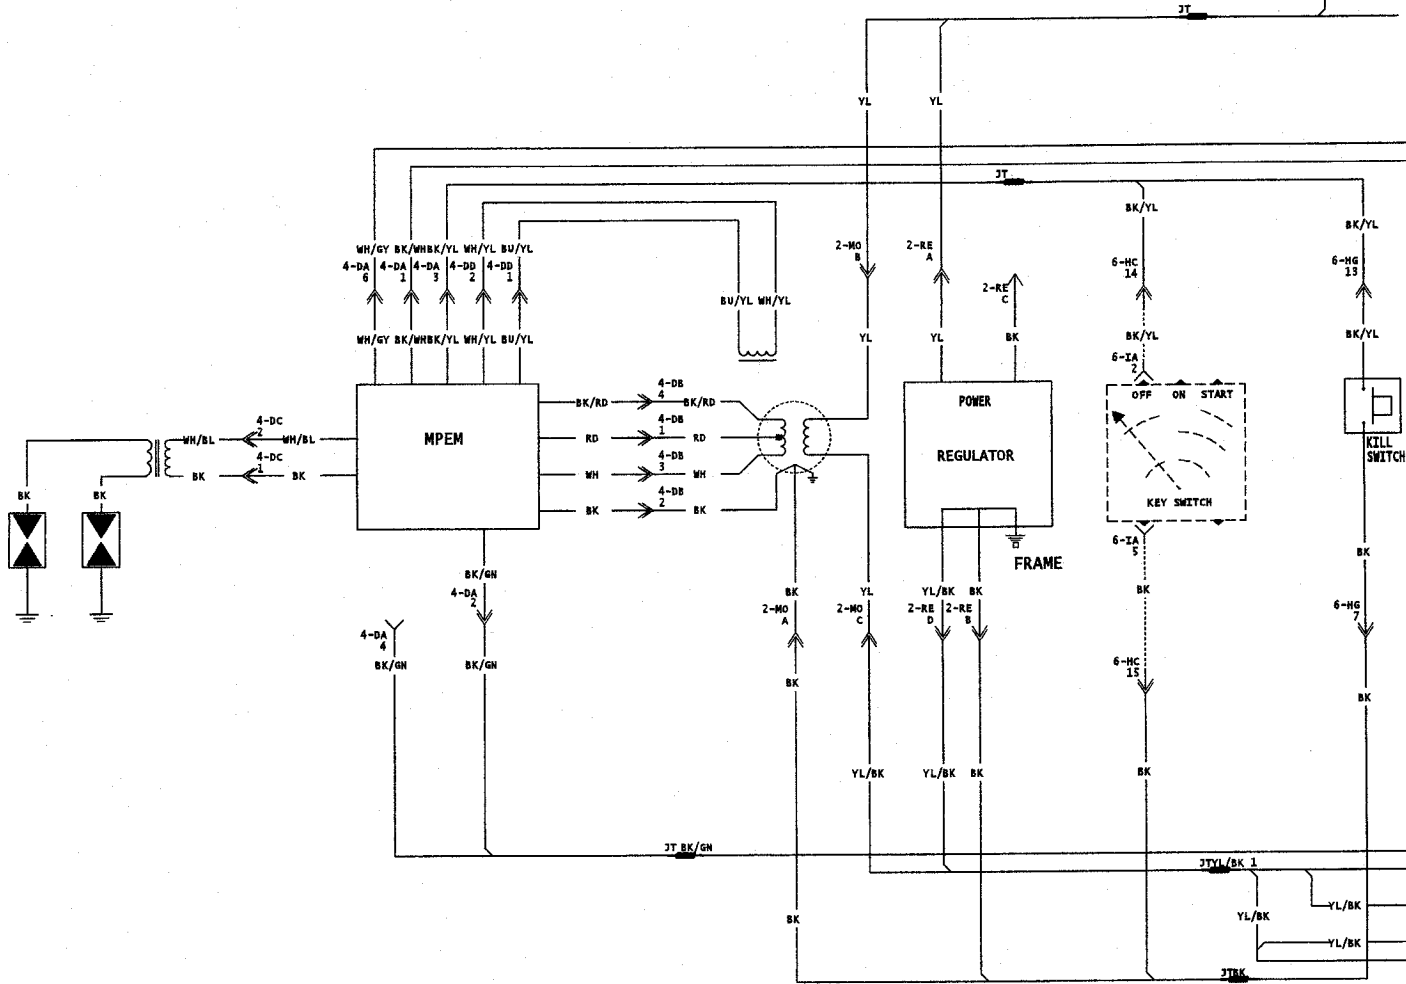 JT
YL YL
JT
BK/YL
BK/YL
WH/GY BK/WH BK/YL WH/YL BU/YL
4-DA 4-DA 4-DA 4-DD 4-DD
6 1 3 2 1
2-MO
B
2-RE
A
6-HC
14
6-HG
13
2-RE
C
BU/YL WH/YL
WH/GY BK/WH BK/YL WH/YL BU/YL
YL YL BK BK/YL BK/YL
6-IA
2
4-DB
4
BK/RD BK/RD
POWER
REGULATOR
OFF ON START
KEY SWITCH
KILL
SWITCH
4-DC
2
WH/BL WH/BL
MPEM
4-DB
1
RD RD
4-DC
1
BK BK
4-DB
3
WH WH
4-DB
2
BK BK
BK BK
6-IA
5
FRAME
BK
BK/GN
4-DA
2
BK YL YL/BK BK BK
2-MO
A
2-MO
C
2-RE
D
2-RE
B
6-HG
7
4-DA
4
BK/GN BK/GN
6-HC
15
BK
BK
YL/BK YL/BK BK BK
JT BK/GN
JT YL/BK 1
YL/BK
BK
YL/BK
YL/BK
JT BK